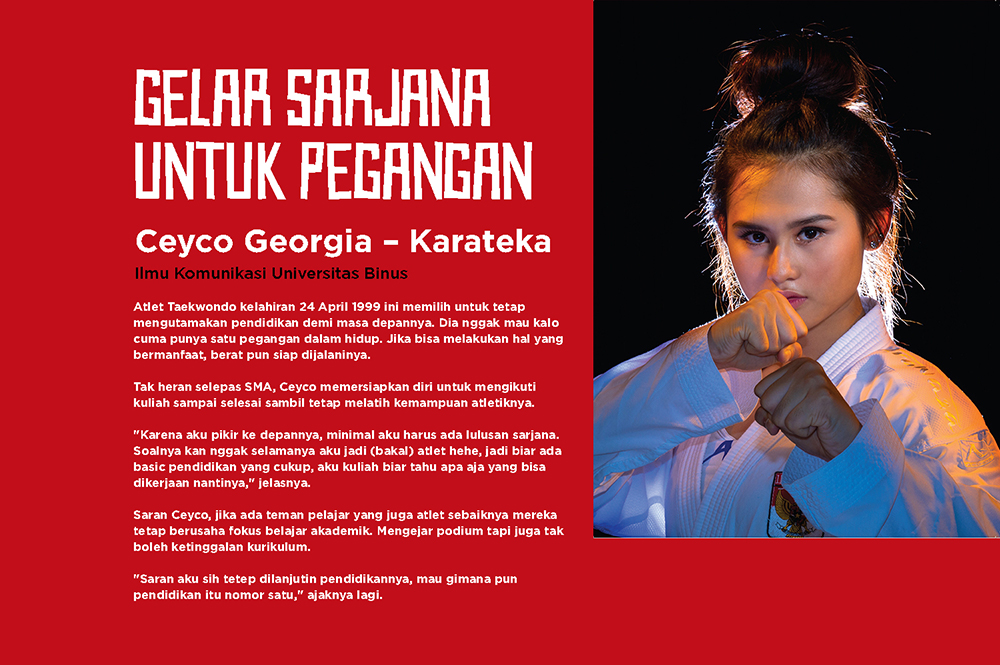 GELAR SARJANA
UNTUK PEGANGAN
Ceyco Georgia – Karateka
Ilmu Komunikasi Universitas Binus
Atlet Taekwondo kelahiran 24 April 1999 ini memilih untuk tetap
mengutamakan pendidikan demi masa depannya. Dia nggak mau kalo
cuma punya satu pegangan dalam hidup. Jika bisa melakukan hal yang
bermanfaat, berat pun siap dijalaninya.
Tak heran selepas SMA, Ceyco memersiapkan diri untuk mengikuti
kuliah sampai selesai sambil tetap melatih kemampuan atletiknya.
"Karena aku pikir ke depannya, minimal aku harus ada lulusan sarjana.
Soalnya kan nggak selamanya aku jadi (bakal) atlet hehe, jadi biar ada
basic pendidikan yang cukup, aku kuliah biar tahu apa aja yang bisa
dikerjaan nantinya," jelasnya.
Saran Ceyco, jika ada teman pelajar yang juga atlet sebaiknya mereka
tetap berusaha fokus belajar akademik. Mengejar podium tapi juga tak
boleh ketinggalan kurikulum.
"Saran aku sih tetep dilanjutin pendidikannya, mau gimana pun
pendidikan itu nomor satu," ajaknya lagi.